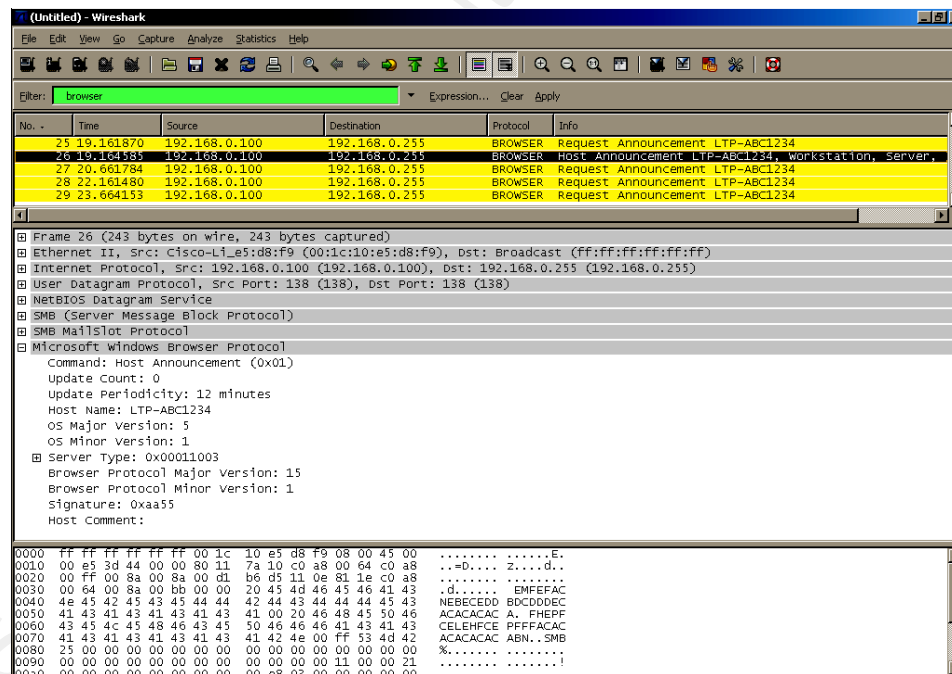 (Untitled) - Wireshark
File Edit View Go Capture Analyze Statistics Help
Filter: browser Expression... Clear Apply
No. . Time Source Destination Protocol Info
25 19.161870 192.168.0.100 192.168.0.255 BROWSER Request Announcement LTP-ABC1234
26 19.164585 192.168.0.100 192.168.0.255 BROWSER Host Announcement LTP-ABC1234, Workstation, Server,
27 20.661784 192.168.0.100 192.168.0.255 BROWSER Request Announcement LTP-ABC1234
28 22.161480 192.168.0.100 192.168.0.255 BROWSER Request Announcement LTP-ABC1234
29 23.664153 192.168.0.100 192.168.0.255 BROWSER Request Announcement LTP-ABC1234
Frame 26 (243 bytes on wire, 243 bytes captured)
Ethernet II, Src: Cisco-Li_e5:d8:f9 (00:1c:10:e5:d8:f9), Dst: Broadcast (ff:ff:ff:ff:ff:ff)
Internet Protocol, Src: 192.168.0.100 (192.168.0.100), Dst: 192.168.0.255 (192.168.0.255)
User Datagram Protocol, Src Port: 138 (138), Dst Port: 138 (138)
NetBIOS Datagram Service
SMB (Server Message Block Protocol)
SMB MailSlot Protocol
Microsoft Windows Browser Protocol
Command: Host Announcement (0x01)
Update Count: 0
Update Periodicity: 12 minutes
Host Name: LTP-ABC1234
OS Major Version: 5
OS Minor Version: 1
Server Type: 0x00011003
Browser Protocol Major Version: 15
Browser Protocol Minor Version: 1
Signature: 0xaa55
Host Comment:
0000 ff ff ff ff ff ff 00 1c 10 e5 d8 f9 08 00 45 00 ........ ......E.
0010 00 e5 3d 44 00 00 80 11 7a 10 c0 a8 00 64 c0 a8 ..=D.... z....d..
0020 00 ff 00 8a 00 8a 00 d1 b6 d5 11 0e 81 1e c0 a8 ........ ........
0030 00 64 00 8a 00 bb 00 00 20 45 4d 46 45 46 41 43 .d...... EMFEFAC
0040 4e 45 42 45 43 45 44 44 42 44 43 44 44 44 45 43 NEBECEDD BDCDDDEC
0050 41 43 41 43 41 43 41 43 41 00 20 46 48 45 50 46 ACACACAC A. FHEPF
0060 43 45 4c 45 48 46 43 45 50 46 46 46 41 43 41 43 CELEHFCE PFFFACAC
0070 41 43 41 43 41 43 41 43 41 42 4e 00 ff 53 4d 42 ACACACAC ABN..SMB
0080 25 00 00 00 00 00 00 00 00 00 00 00 00 00 00 00 %....... ........
0090 00 00 00 00 00 00 00 00 00 00 00 00 11 00 00 21 ........ .......!